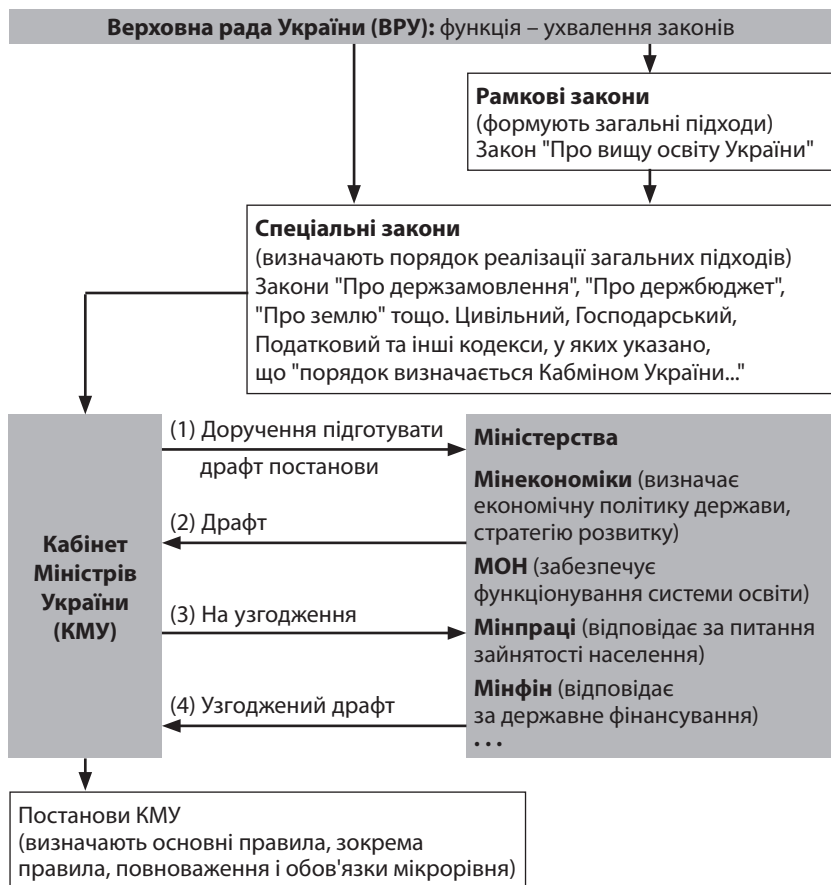 Верховна рада України (ВРУ): функція – ухвалення законів
Рамкові закони
(формують загальні підходи)
Закон "Про вищу освіту України"
Спеціальні закони
(визначають порядок реалізації загальних підходів)
Закони "Про держзамовлення", "Про держбюджет",
"Про землю" тощо. Цивільний, Господарський,
Податковий та інші кодекси, у яких указано,
що "порядок визначається Кабміном України..."
Кабінет
Міністрів
України
(КМУ)
(1) Доручення підготувати
драфт постанови
(2) Драфт
(3) На узгодження
(4) Узгоджений драфт
Міністерства
Мінекономіки (визначає
економічну політику держави,
стратегію розвитку)
МОН (забезпечує
функціонування системи освіти)
Мінпраці (відповідає за питання
зайнятості населення)
Мінфін (відповідає
за державне фінансування)
...
Постанови КМУ
(визначають основні правила, зокрема
правила, повноваження і обов'язки мікрорівня)